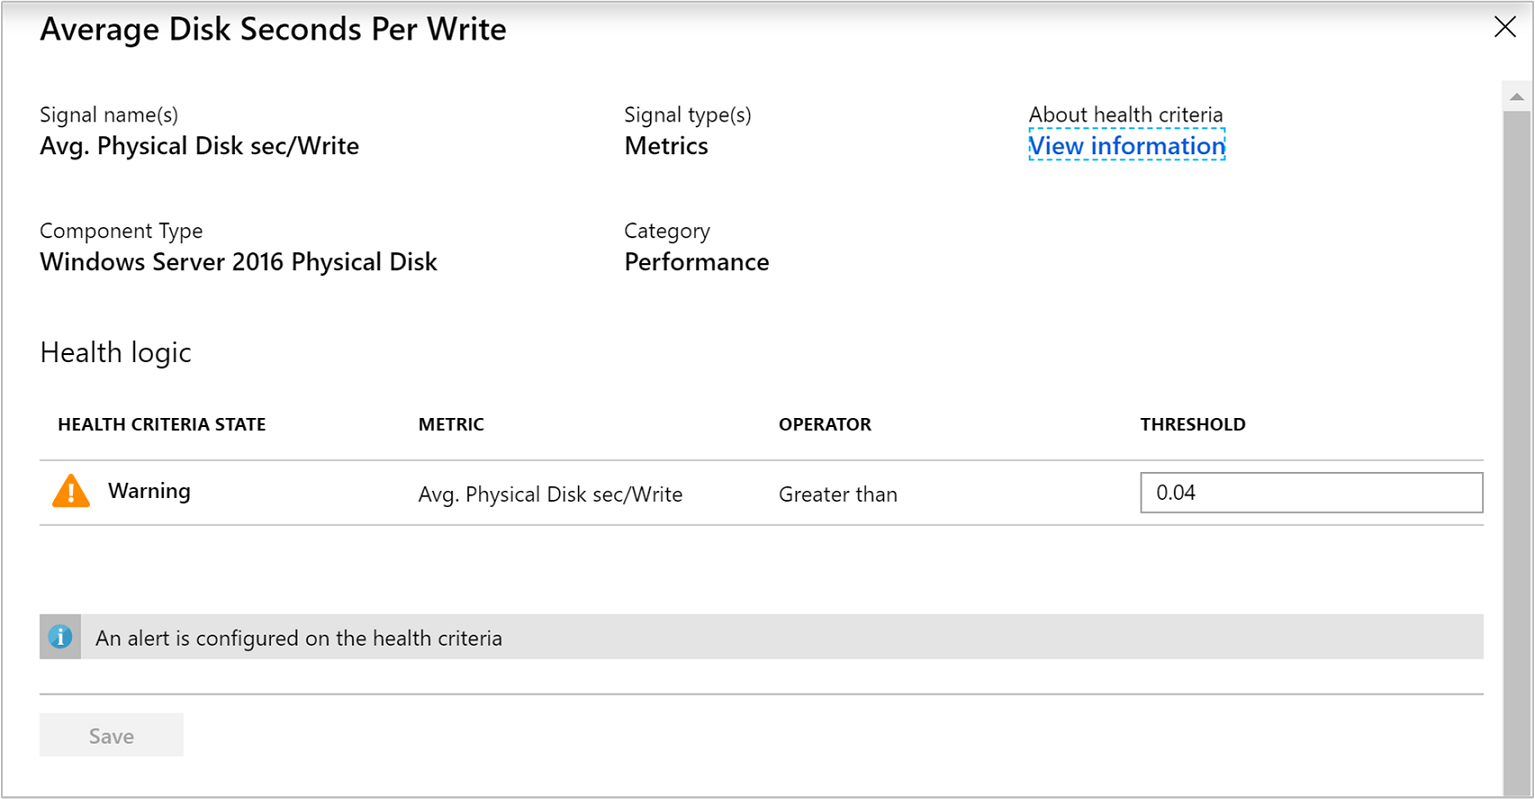 Average Disk Seconds Per Write
Signal name(s)
Avg. Physical Disk sec/Write
Signal type(s)
Metrics
About health criteria
View information
Component Type
Windows Server 2016 Physical Disk
Category
Performance
Health logic
HEALTH CRITERIA STATE METRIC OPERATOR THRESHOLD
Warning Avg. Physical Disk sec/Write Greater than 0.04
An alert is configured on the health criteria
Save